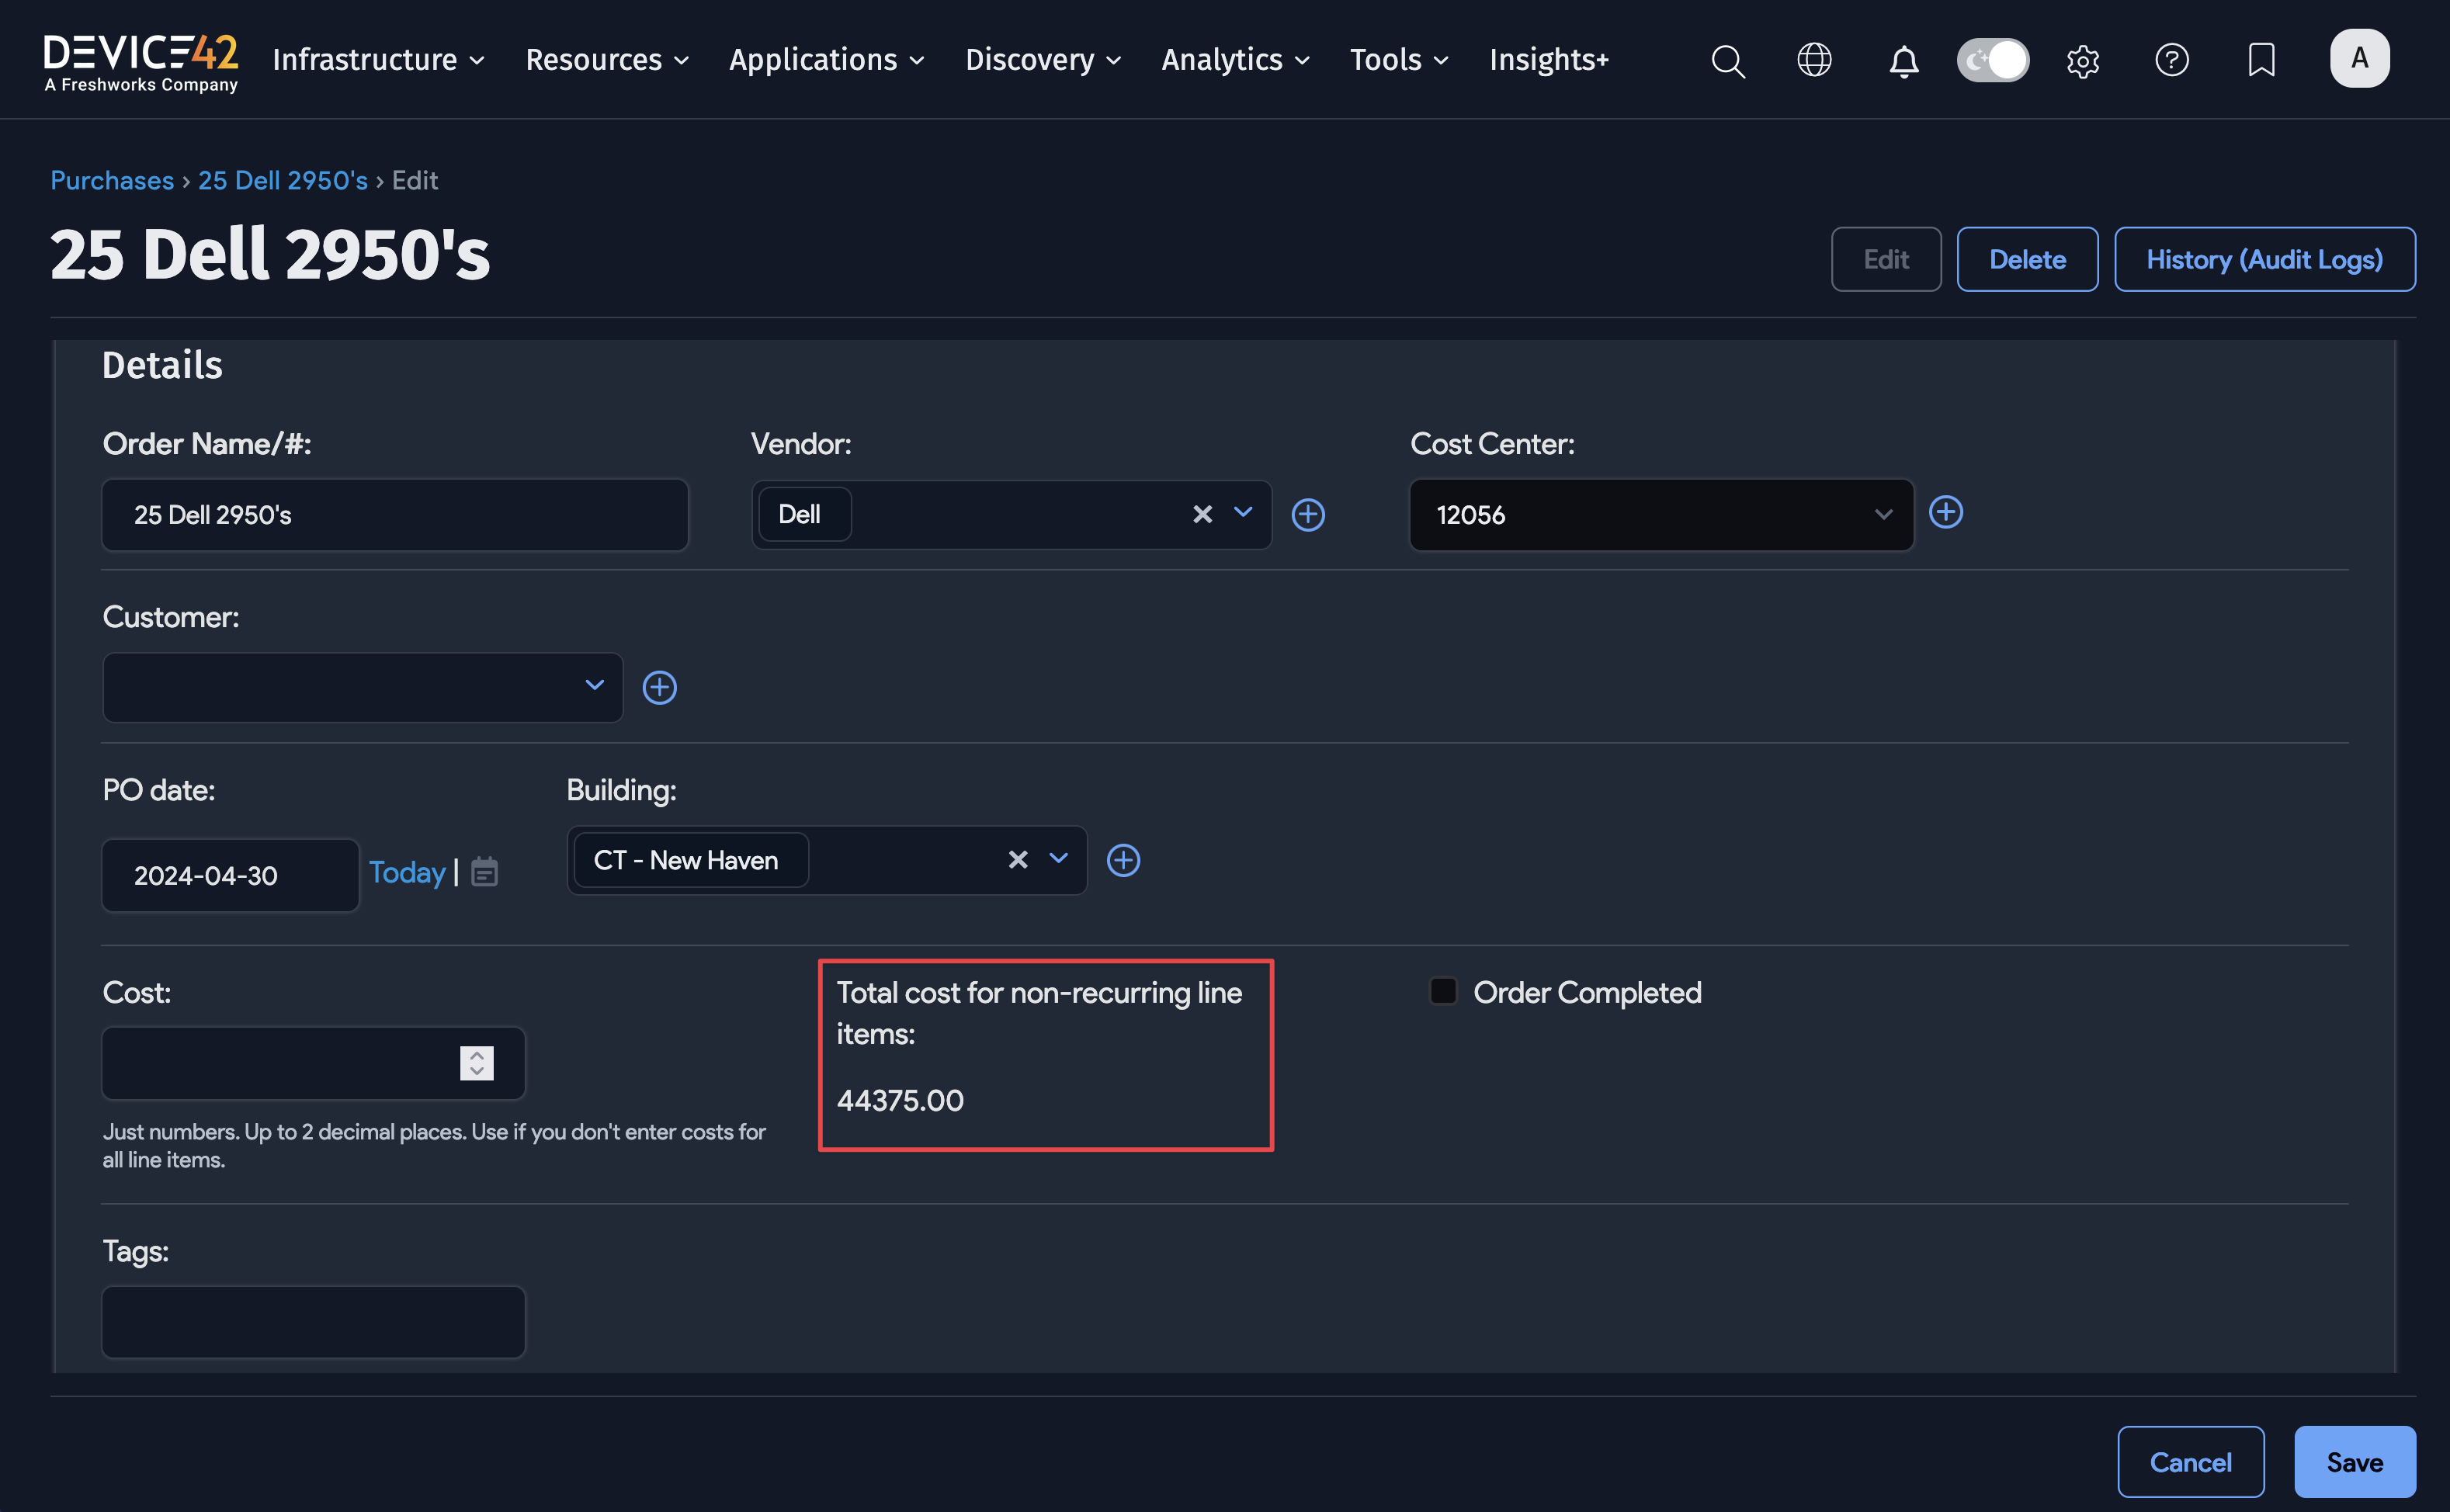 DEVICE42
A Freshworks Company
Infrastructure
Resources
Applications
Discovery
Analytics
Tools
Insights+
A
Purchases › 25 Dell 2950's › Edit
25 Dell 2950's
Edit
Delete
History (Audit Logs)
Details
Order Name/#:
Vendor:
Cost Center:
25 Dell 2950's
Dell
12056
Customer:
PO date:
Building:
2024-04-30
Today |
CT - New Haven
Cost:
Total cost for non-recurring line
items:
44375.00
Order Completed
Just numbers. Up to 2 decimal places. Use if you don't enter costs for
all line items.
Tags:
Cancel
Save